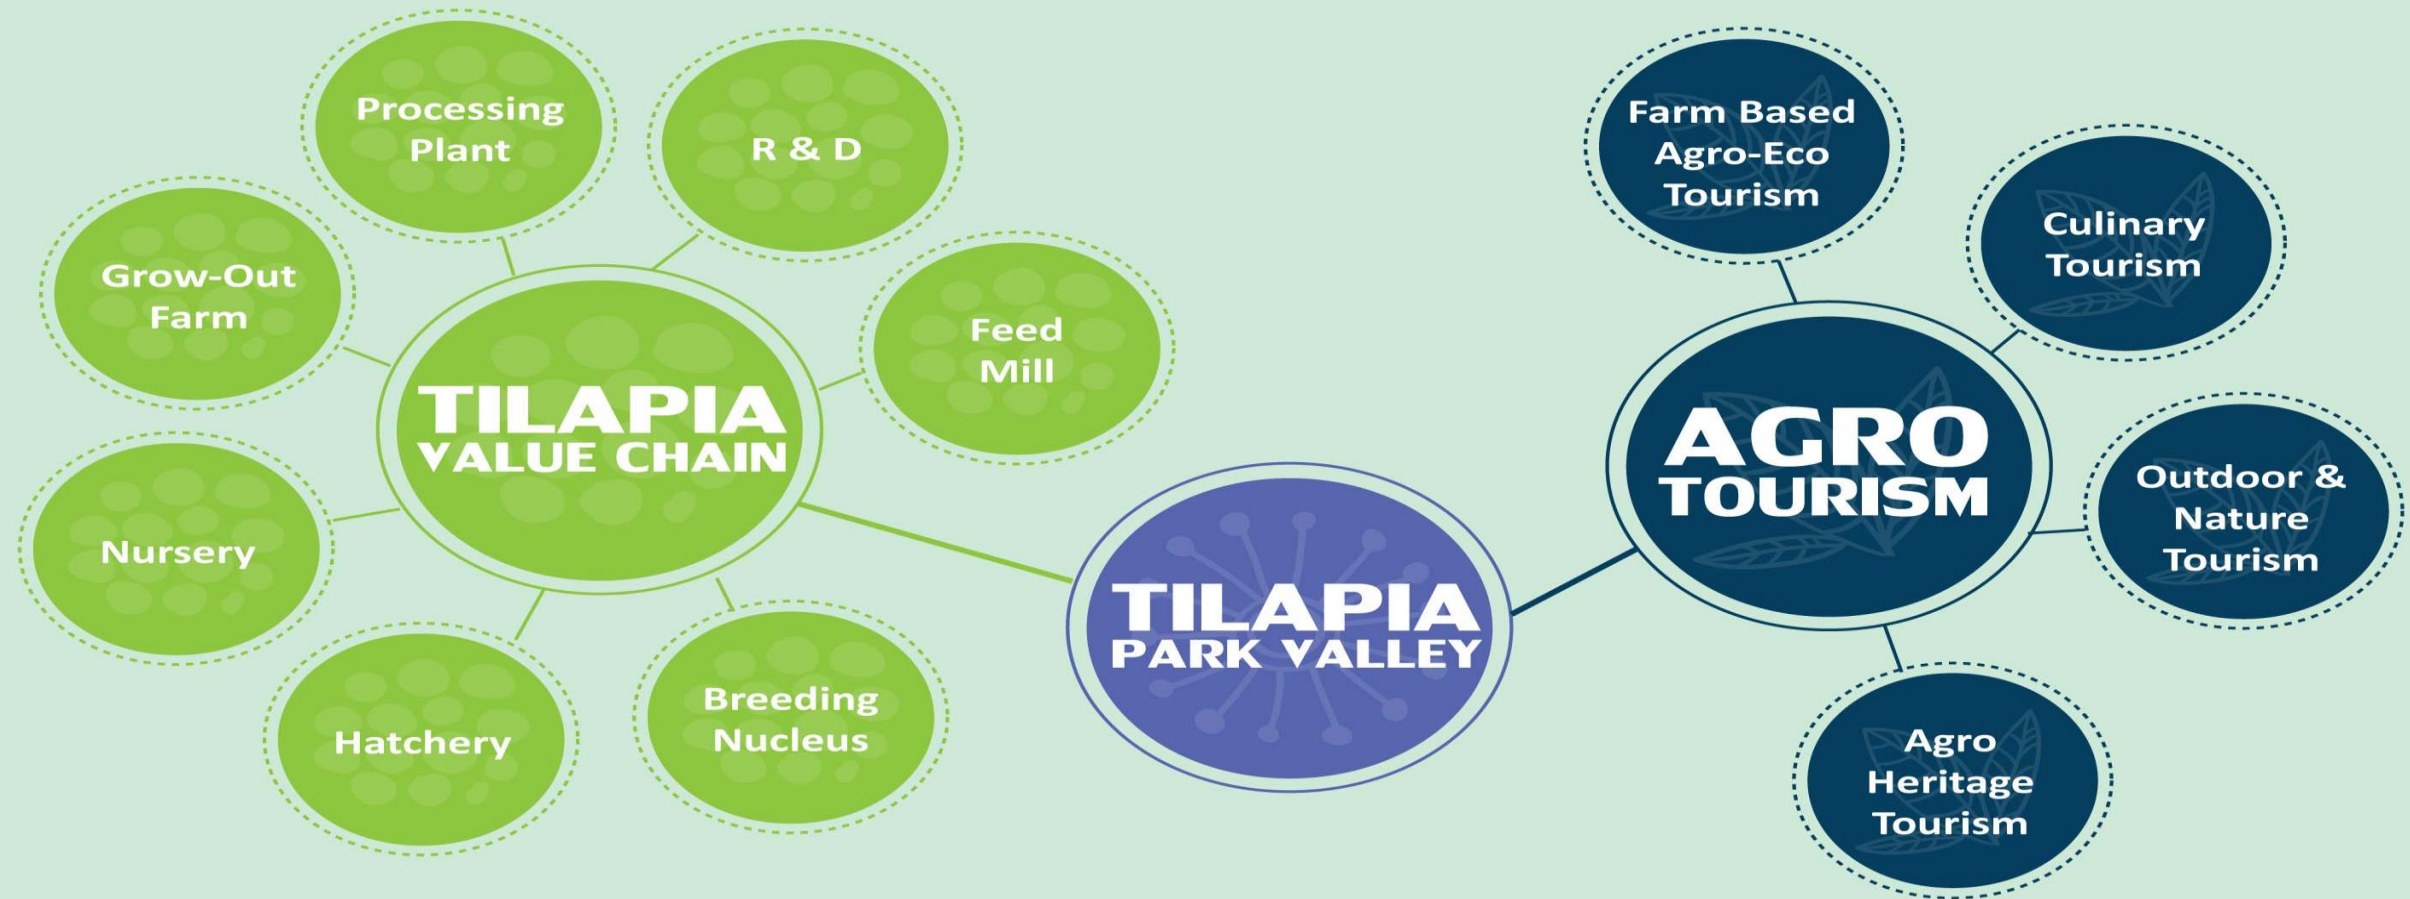 Processing
Plant
R & D
Grow-Out
Farm
Feed
Mill
TILAPIA
VALUE CHAIN
Nursery
Hatchery
Breeding
Nucleus
TILAPIA
PARK VALLEY
Farm Based
Agro-Eco
Tourism
Culinary
Tourism
AGRO
TOURISM
Outdoor &
Nature
Tourism
Agro
Heritage
Tourism